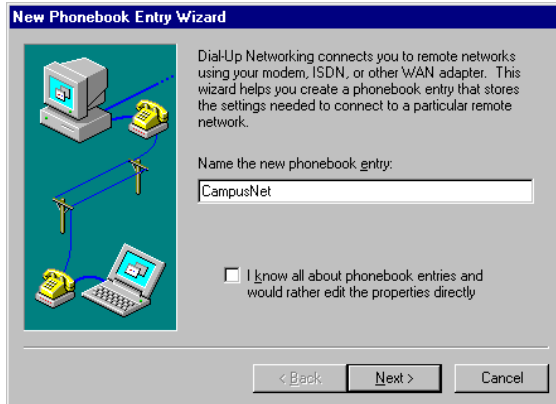 New Phonebook Entry Wizard
Dial-Up Networking connects you to remote networks
using your modem, ISDN, or other WAN adapter. This
wizard helps you create a phonebook entry that stores
the settings needed to connect to a particular remote
network.
Name the new phonebook entry:
CampusNet
I know all about phonebook entries and
would rather edit the properties directly
< Back
Next >
Cancel